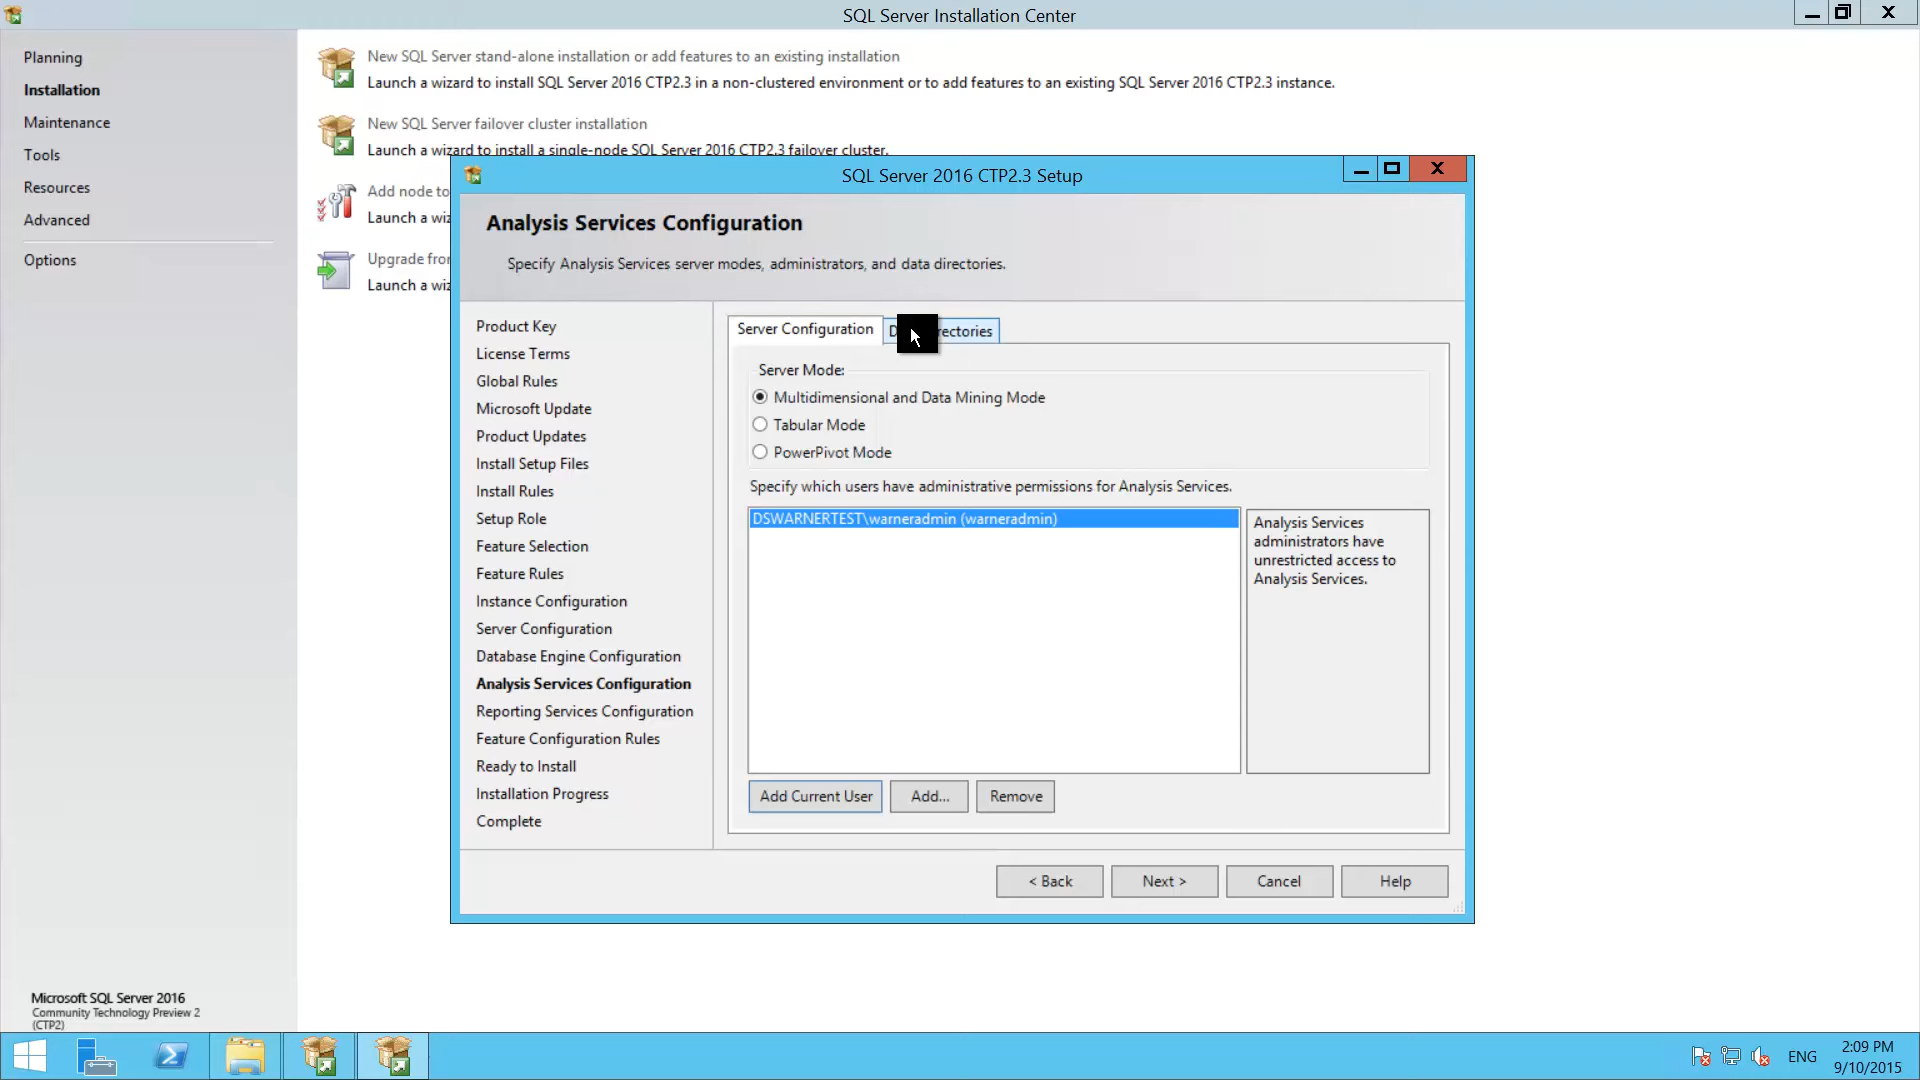 SQL Server Installation Center
Planning
Installation
Maintenance
Tools
Resources
Advanced
Options
New SQL Server stand-alone installation or add features to an existing installation
Launch a wizard to install SQL Server 2016 CTP2.3 in a non-clustered environment or to add features to an existing SQL Server 2016 CTP2.3 instance.
New SQL Server failover cluster installation
Launch a wizard to install a single-node SQL Server 2016 CTP2.3 failover cluster.
Add node to
Launch a wiz
Upgrade fro
Launch a wiz
SQL Server 2016 CTP2.3 Setup
Analysis Services Configuration
Specify Analysis Services server modes, administrators, and data directories.
Product Key
License Terms
Global Rules
Microsoft Update
Product Updates
Install Setup Files
Install Rules
Setup Role
Feature Selection
Feature Rules
Instance Configuration
Server Configuration
Database Engine Configuration
Analysis Services Configuration
Reporting Services Configuration
Feature Configuration Rules
Ready to Install
Installation Progress
Complete
Server Configuration
D rectories
Server Mode:
Multidimensional and Data Mining Mode
Tabular Mode
PowerPivot Mode
Specify which users have administrative permissions for Analysis Services.
DSWARNERTEST\warneradmin (warneradmin)
Analysis Services
administrators have
unrestricted access to
Analysis Services.
Add Current User
Add...
Remove
< Back
Next >
Cancel
Help
Microsoft SQL Server 2016
Community Technology Preview 2
(CTP2)
ENG
2:09 PM
9/10/2015